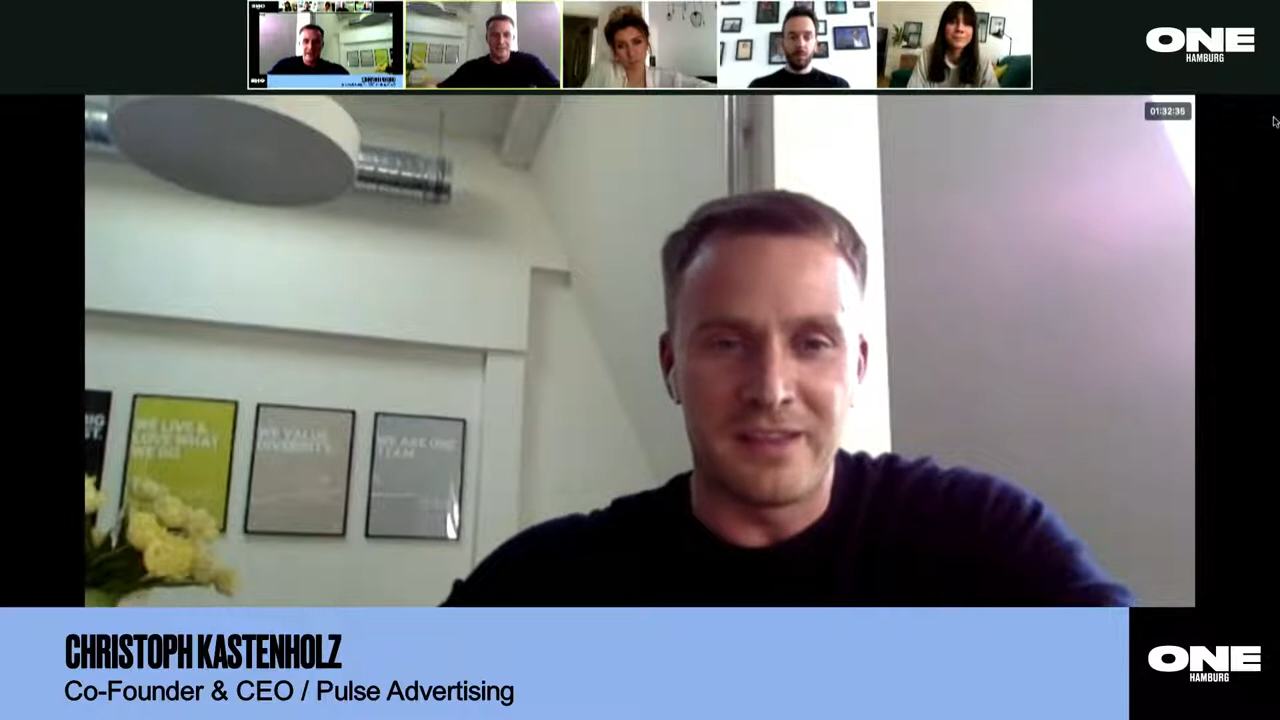 ONE
HAMBURG
01:32:35
WE LIVE &
LOVE WHAT
WE DO
WE VALUE
DIVERSITY.
WE ARE ONE
TEAM
CHRISTOPH KASTENHOLZ
Co-Founder & CEO / Pulse Advertising
ONE
HAMBURG